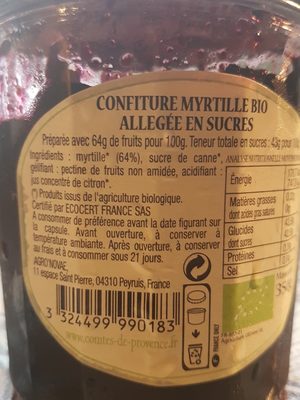 CONFITURE MYRTILLE BIO
ALLEGÉE EN SUCRES
Préparée avec 64g de fruits pour 100g. Teneur totale en sucres : 43g pour
Ingrédients : myrtille* (64%), sucre de canne*,
gélifiant : pectine de fruits non amidée, acidifiant :
jus concentré de citron*.
(*) Produits issus de l'agriculture biologique.
Certifié par ECOCERT FRANCE SAS
A consommer de préférence avant la date figurant sur
la capsule. Avant ouverture, à conserver à
température ambiante. Après ouverture, à conserver
au frais et à consommer sous 21 jours.
AGRO'NOVAE,
11 espace Saint Pierre, 04310 Peyruis, France
3 324499 990183
www.comtes-de-provence.fr
Énergie
Matières grasses
dont acides gras saturés
Glucides
dont sucres
Protéines
Sel